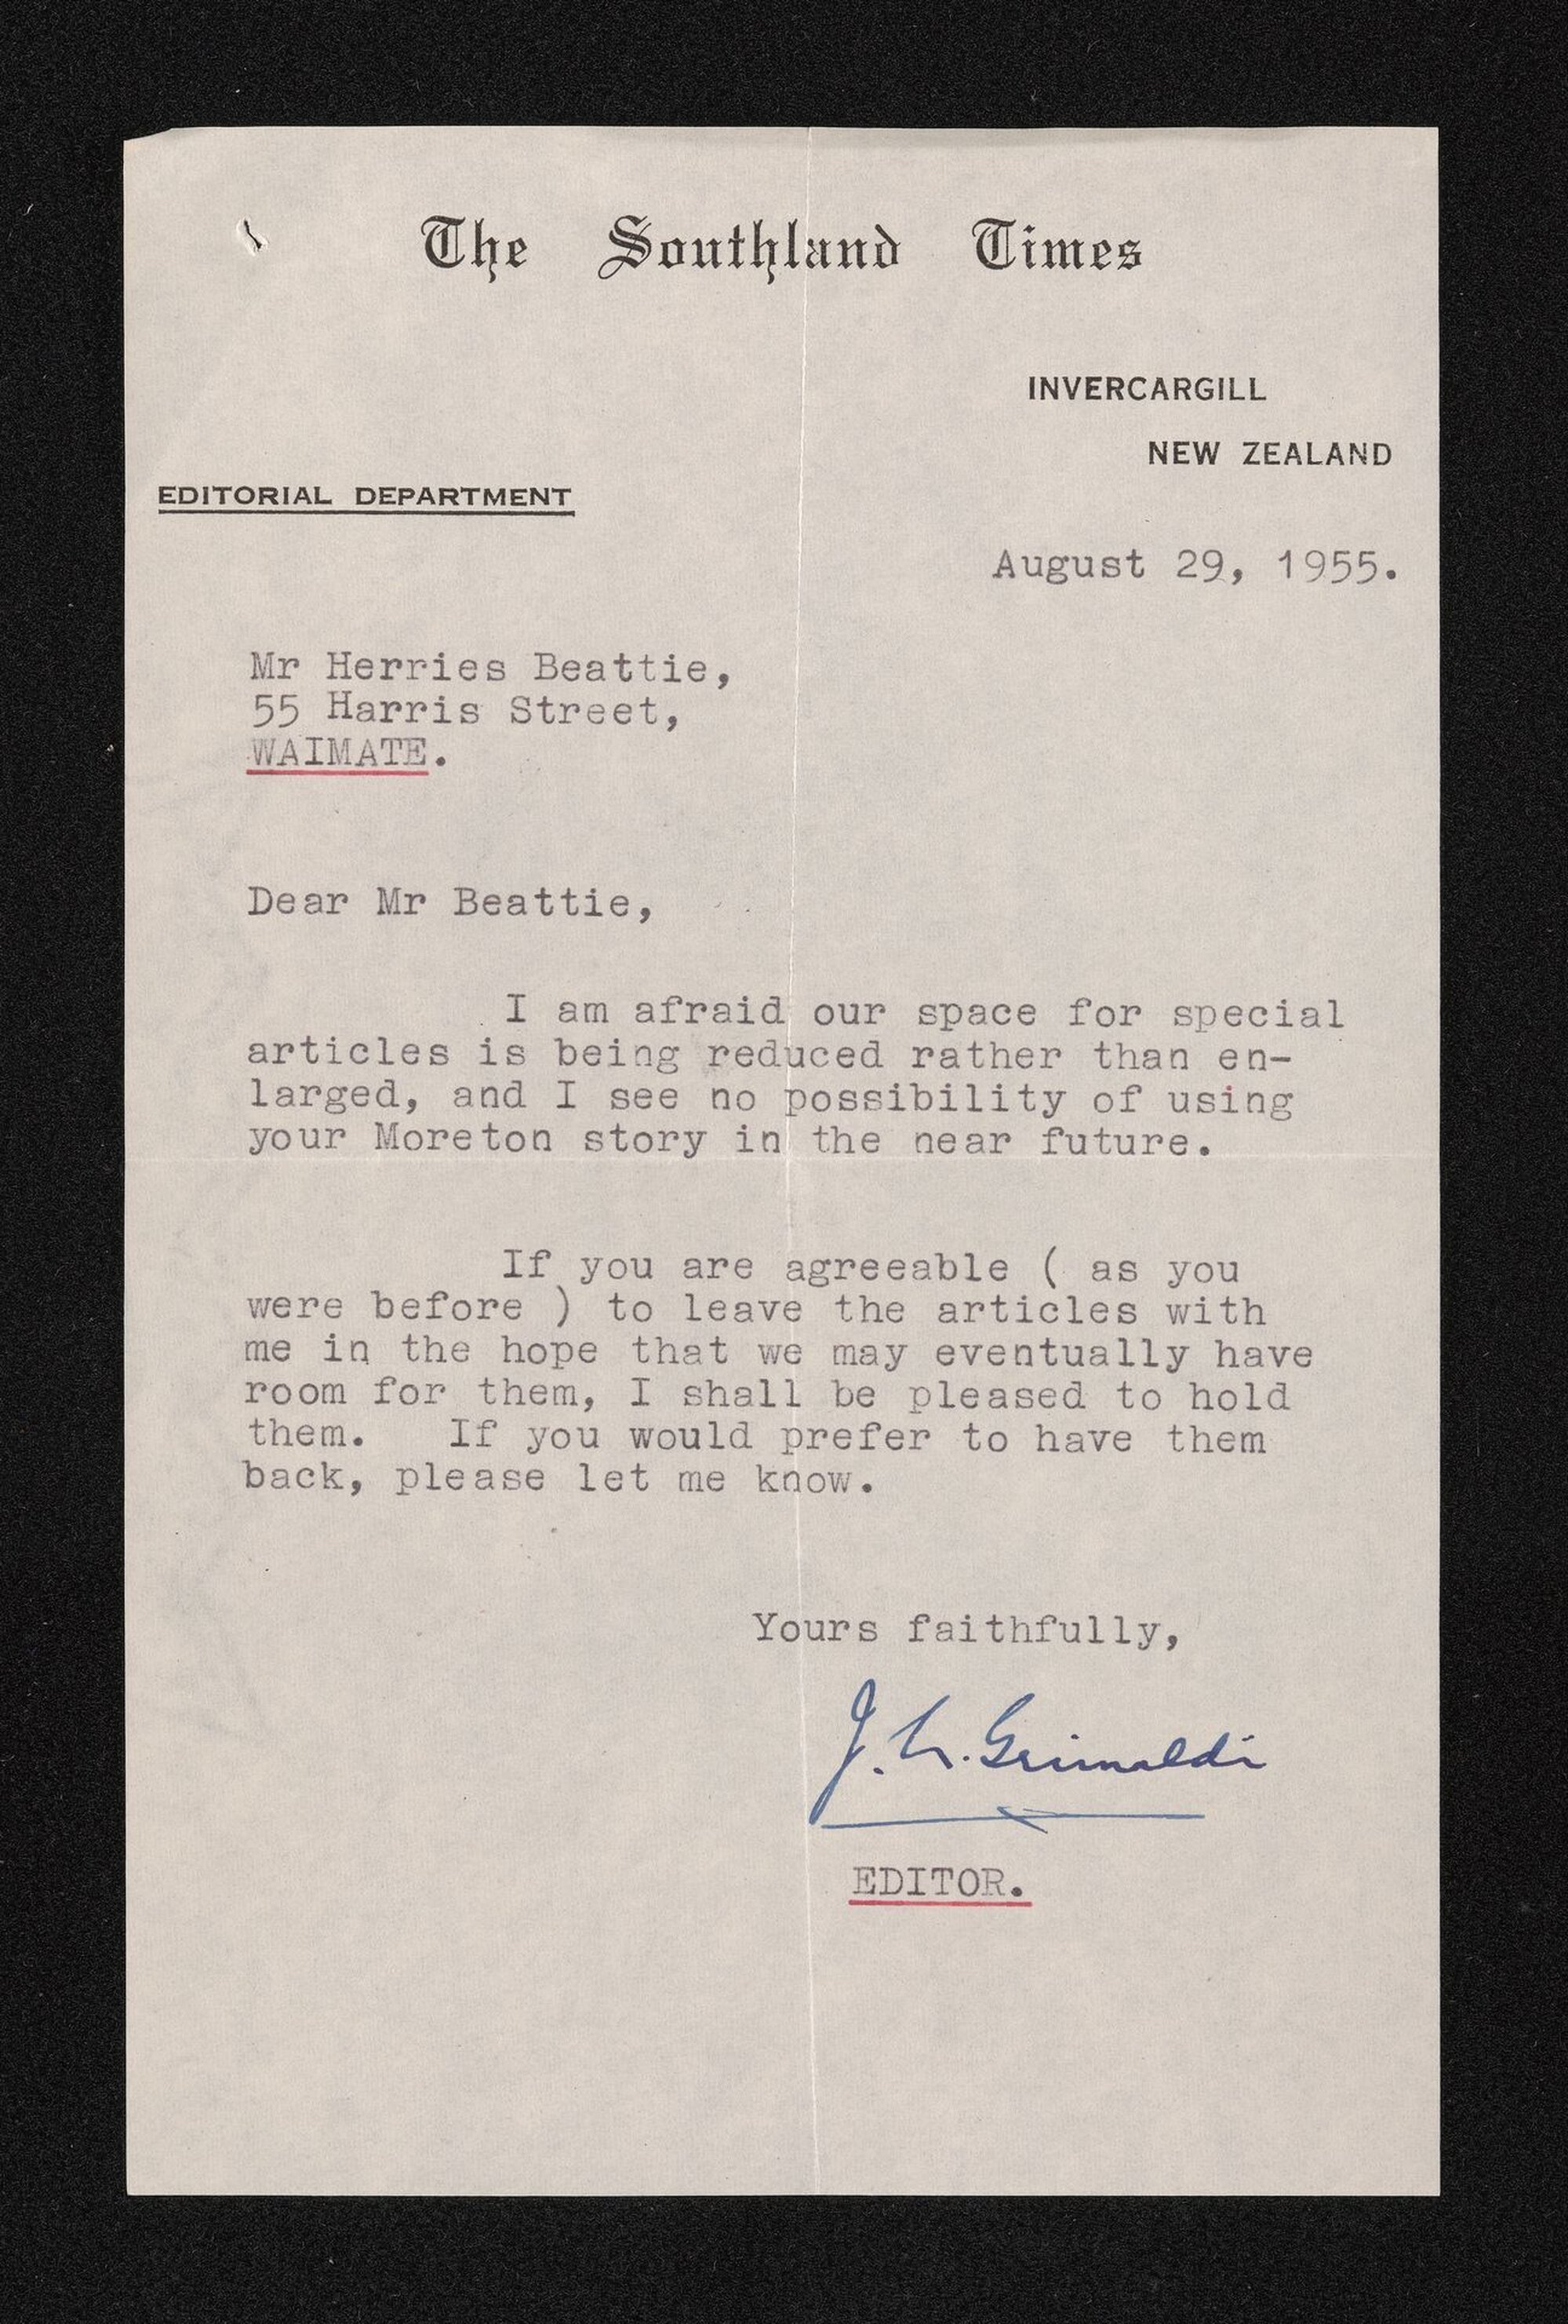 The Southland Times
INVERCARGILL
NEW ZEALAND
EDITORIAL DEPARTMENT
August 29, 1955.
Mr Herries Beattie,
55 Harris Street,
WAIMATE.
Dear Mr Beattie,
I am afraid our space for special
articles is being reduced rather than en-
larged, and I see no possibility of using
your Moreton story in the near future.
If you are agreeable ( as you
were before ) to leave the articles with
me in the hope that we may eventually have
room for them, I shall be pleased to hold
them. If you would prefer to have them
back, please let me know.
Yours faithfully,
Grimaldi
EDITOR.